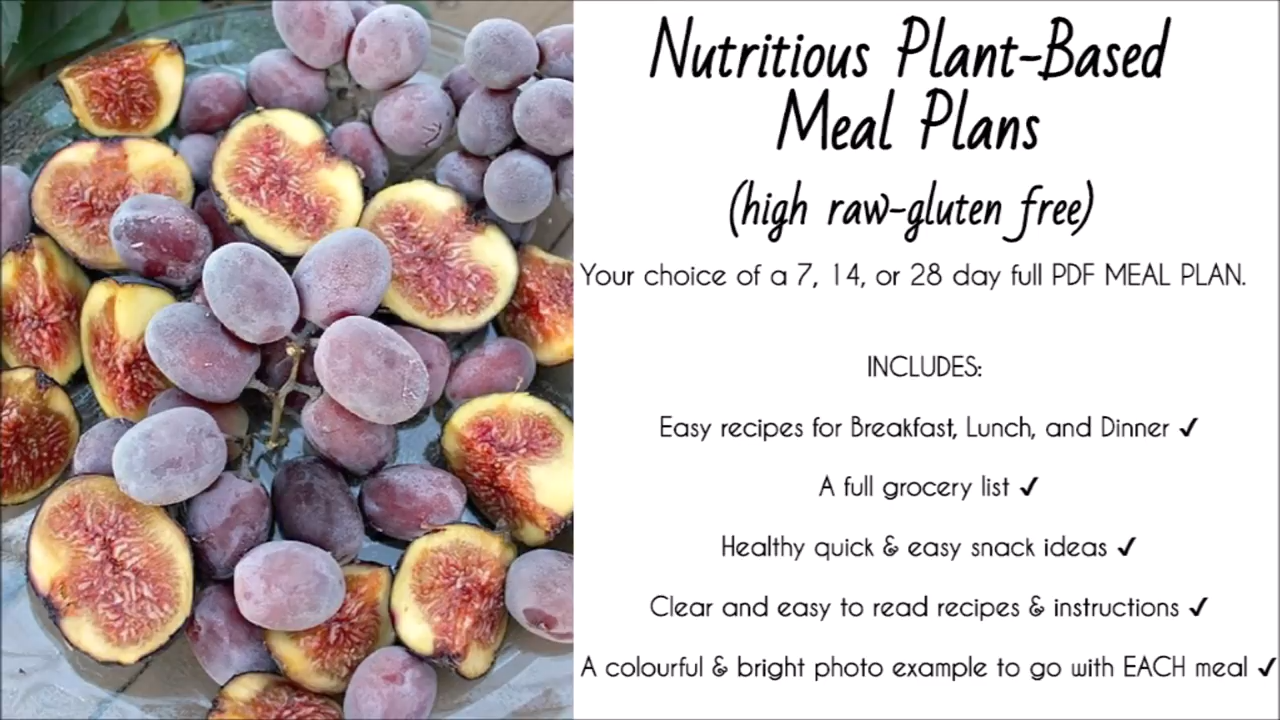 Nutritious Plant-Based
Meal Plans
(high raw-gluten free)
Your choice of a 7, 14, or 28 day full PDF MEAL PLAN.
INCLUDES:
Easy recipes for Breakfast, Lunch, and Dinner ✓
A full grocery list ✓
Healthy quick & easy snack ideas ✓
Clear and easy to read recipes & instructions ✓
A colourful & bright photo example to go with EACH meal ✓